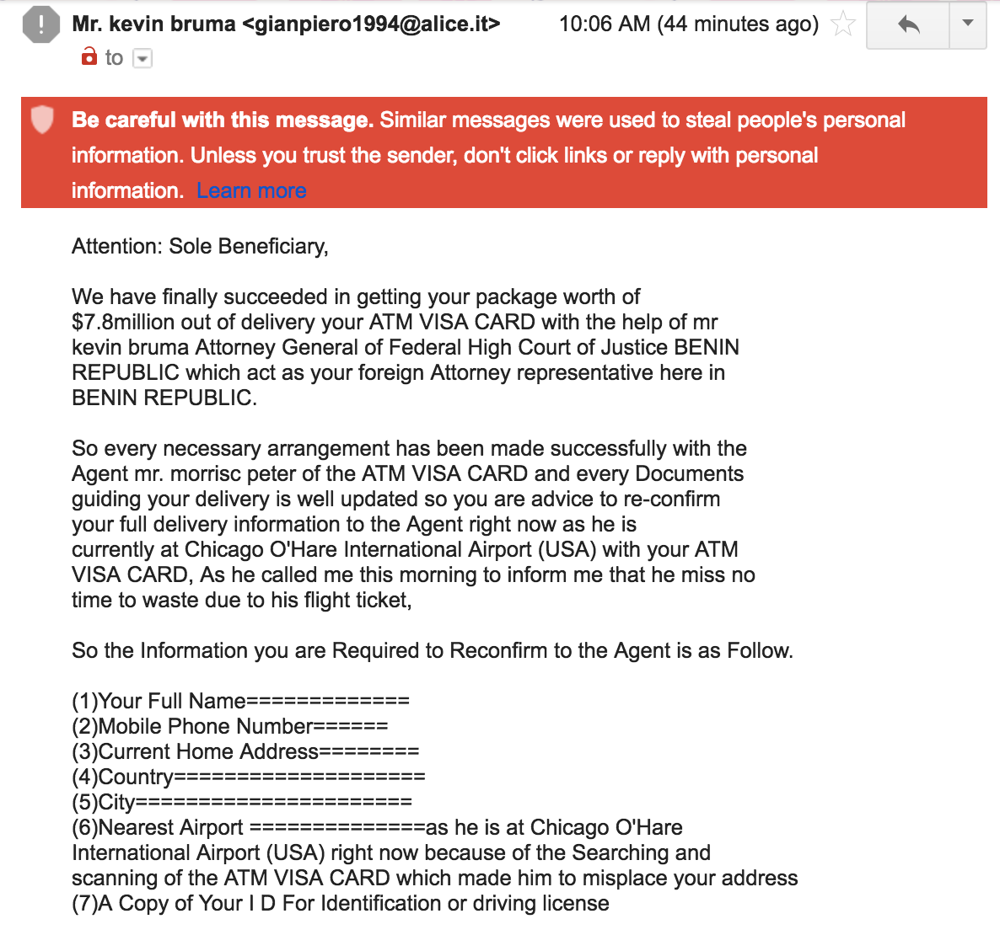 Mr. kevin bruma <gianpiero1994@alice.it> 10:06 AM (44 minutes ago)
to
Be careful with this message. Similar messages were used to steal people's personal
information. Unless you trust the sender, don't click links or reply with personal
information. Learn more
Attention: Sole Beneficiary,
We have finally succeeded in getting your package worth of
$7.8million out of delivery your ATM VISA CARD with the help of mr
kevin bruma Attorney General of Federal High Court of Justice BENIN
REPUBLIC which act as your foreign Attorney representative here in
BENIN REPUBLIC.
So every necessary arrangement has been made successfully with the
Agent mr. morrisc peter of the ATM VISA CARD and every Documents
guiding your delivery is well updated so you are advice to re-confirm
your full delivery information to the Agent right now as he is
currently at Chicago O'Hare International Airport (USA) with your ATM
VISA CARD, As he called me this morning to inform me that he miss no
time to waste due to his flight ticket,
So the Information you are Required to Reconfirm to the Agent is as Follow.
(1)Your Full Name=============
(2)Mobile Phone Number======
(3)Current Home Address========
(4)Country====================
(5)City======================
(6)Nearest Airport ==============as he is at Chicago O'Hare
International Airport (USA) right now because of the Searching and
scanning of the ATM VISA CARD which made him to misplace your address
(7)A Copy of Your I D For Identification or driving license